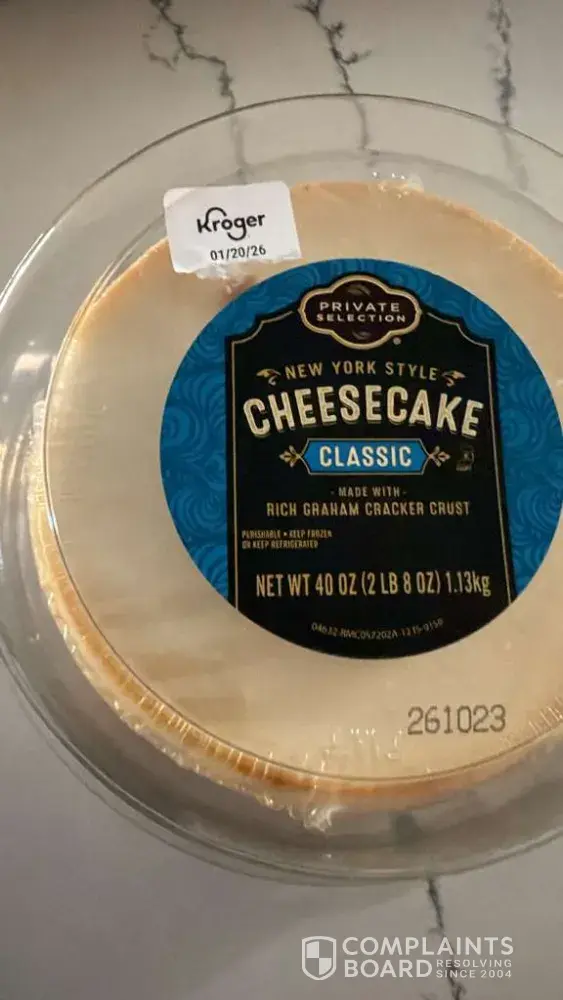 Kroger
01/20/26
PRIVATE
SELECTION
NEW YORK STYLE
CHEESECAKE
CLASSIC
- MADE WITH -
RICH GRAHAM CRACKER CRUST
PERISHABLE • KEEP FROZEN
OR KEEP REFRIGERATED
NET WT 40 OZ (2 LB 8 OZ) 1.13kg
261023
COMPLAINTS
BOARD
RESOLVING
SINCE 2004